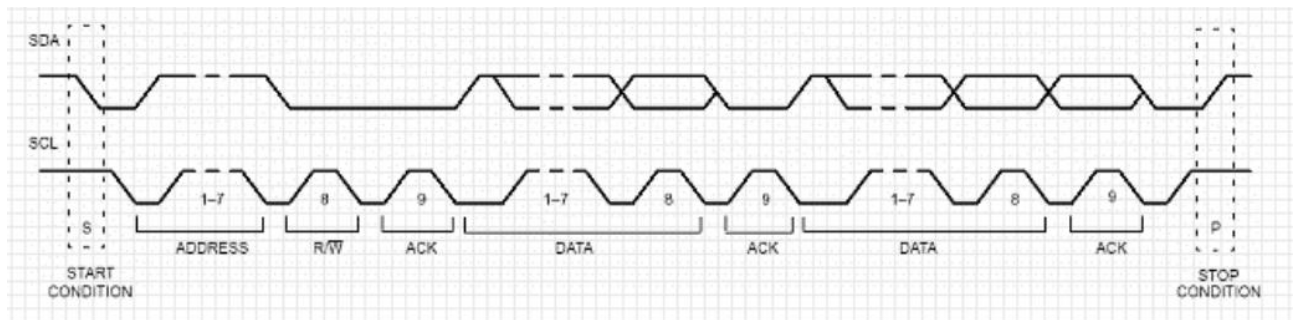 SDA
SCL
1–7 8 9 1–7 8 9 1–7 8 9
S P
ADDRESS R/W̅ ACK DATA ACK DATA ACK
START
CONDITION
STOP
CONDITION